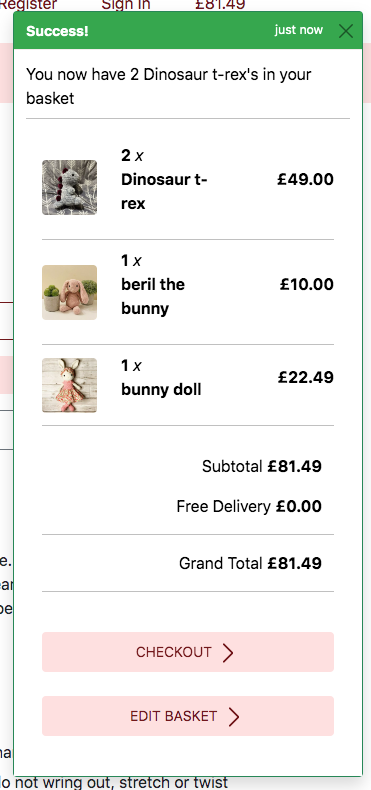 Register Sign In £81.49
Success! just now
You now have 2 Dinosaur t-rex's in your
basket
2 x
Dinosaur t-
rex
£49.00
1 x
beril the
bunny
£10.00
1 x
bunny doll
£22.49
Subtotal £81.49
Free Delivery £0.00
Grand Total £81.49
CHECKOUT
EDIT BASKET
do not wring out, stretch or twist